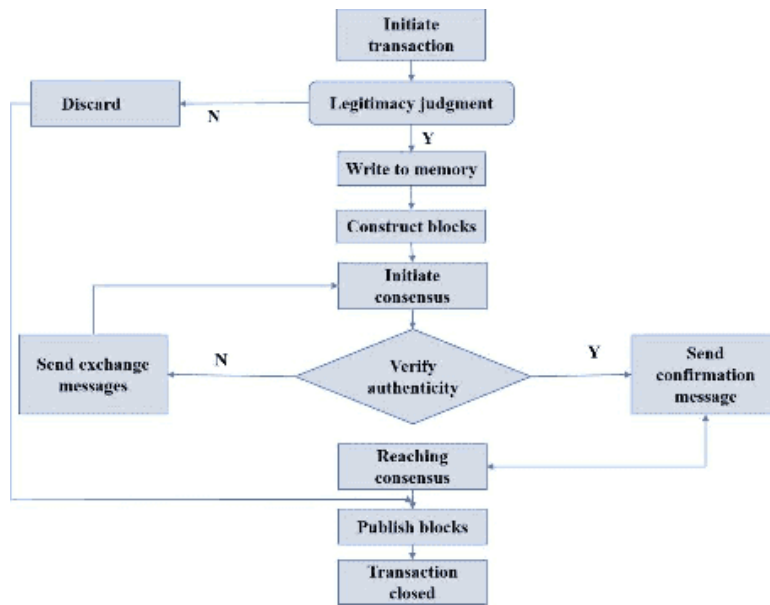 Initiate
transaction
Discard
N
Legitimacy judgment
Y
Write to memory
Construct blocks
Initiate
consensus
Send exchange
messages
N
Verify
authenticity
Y
Send
confirmation
message
Reaching
consensus
Publish blocks
Transaction
closed